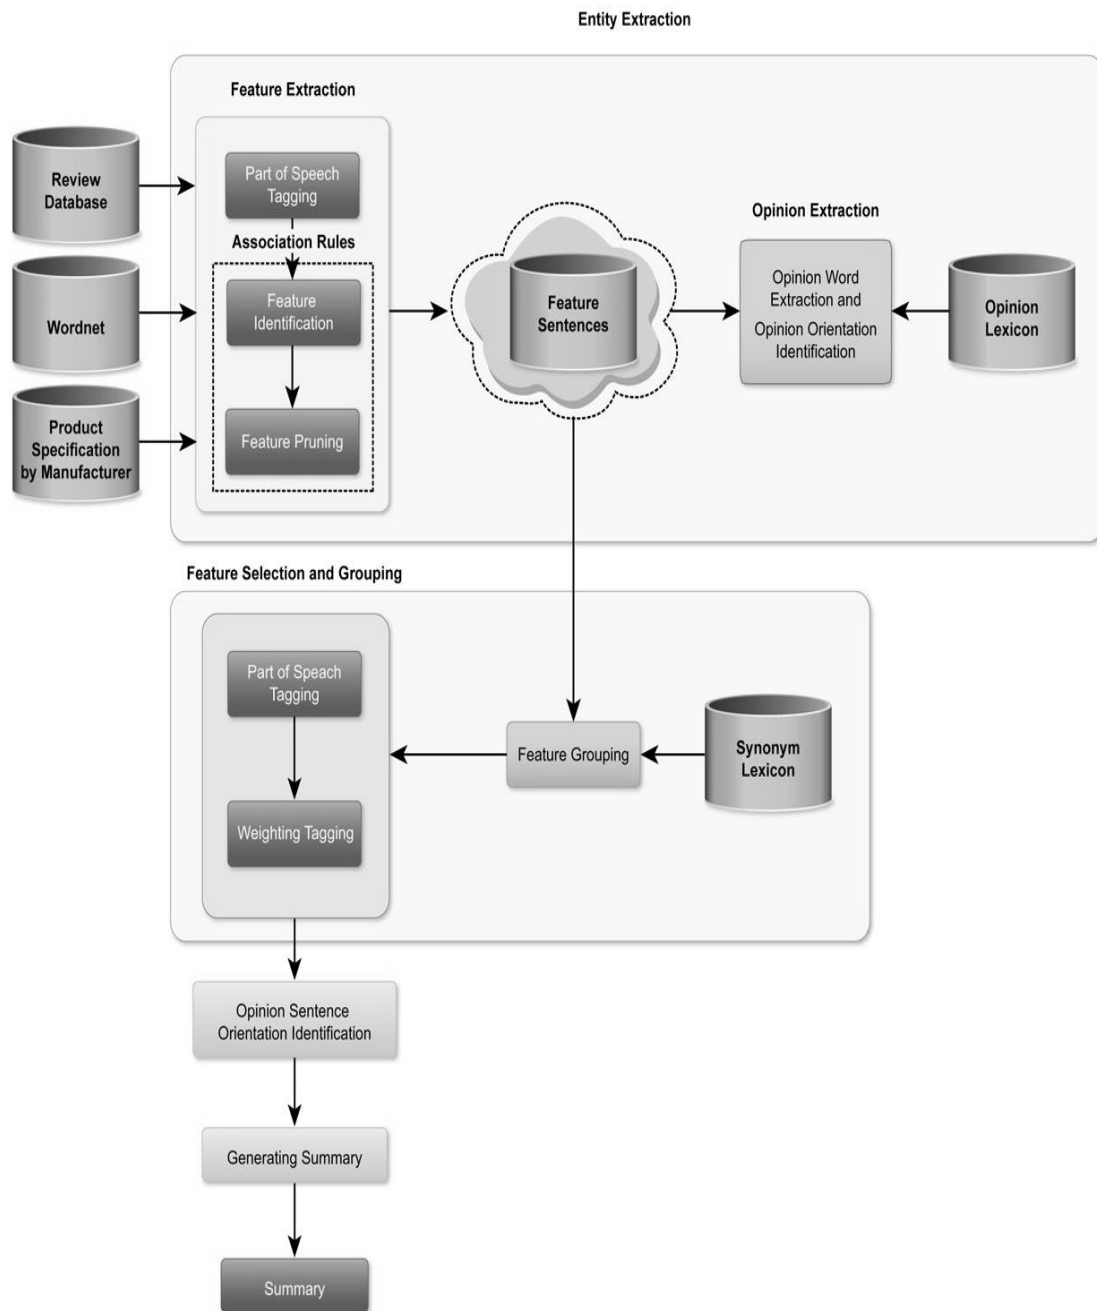 Entity Extraction
Feature Extraction
Review
Database
Part of Speech
Tagging
Association Rules
Wordnet
Feature
Identification
Product
Specification
by Manufacturer
Feature Pruning
Feature
Sentences
Opinion Extraction
Opinion Word
Extraction and
Opinion Orientation
Identification
Opinion
Lexicon
Feature Selection and Grouping
Part of Speach
Tagging
Weighting Tagging
Feature Grouping
Synonym
Lexicon
Opinion Sentence
Orientation Identification
Generating Summary
Summary